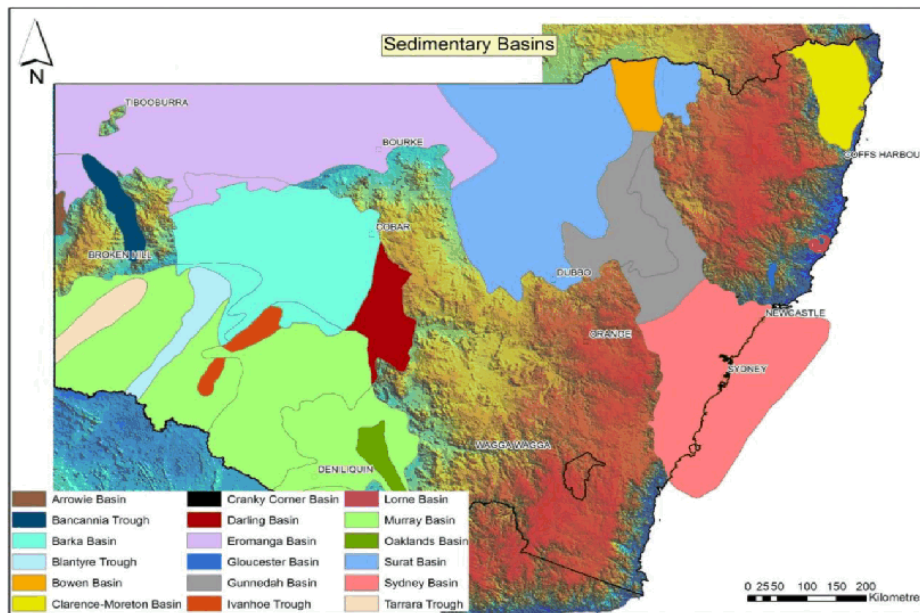 Sedimentary Basins
N
TIBOOBURRA
BOURKE
COFFS HARBOU
COBAR
BROKEN HILL
DUBBO
NEWCASTLE
ORANGE
SYDNEY
WAGGA WAGGA
DENILIQUIN
Arrowie Basin
Bancannia Trough
Barka Basin
Blantyre Trough
Bowen Basin
Clarence-Moreton Basin
Cranky Corner Basin
Darling Basin
Eromanga Basin
Gloucester Basin
Gunnedah Basin
Ivanhoe Trough
Lorne Basin
Murray Basin
Oaklands Basin
Surat Basin
Sydney Basin
Tarrara Trough
0 2550 100 150 200
Kilometre